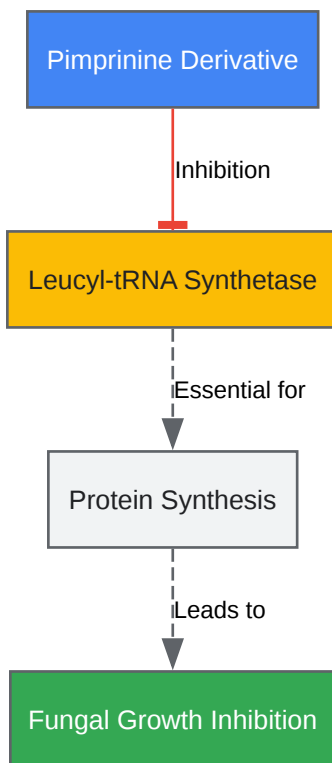 Pimprinine Derivative
Inhibition
Leucyl-tRNA Synthetase
Essential for
Protein Synthesis
Leads to
Fungal Growth Inhibition